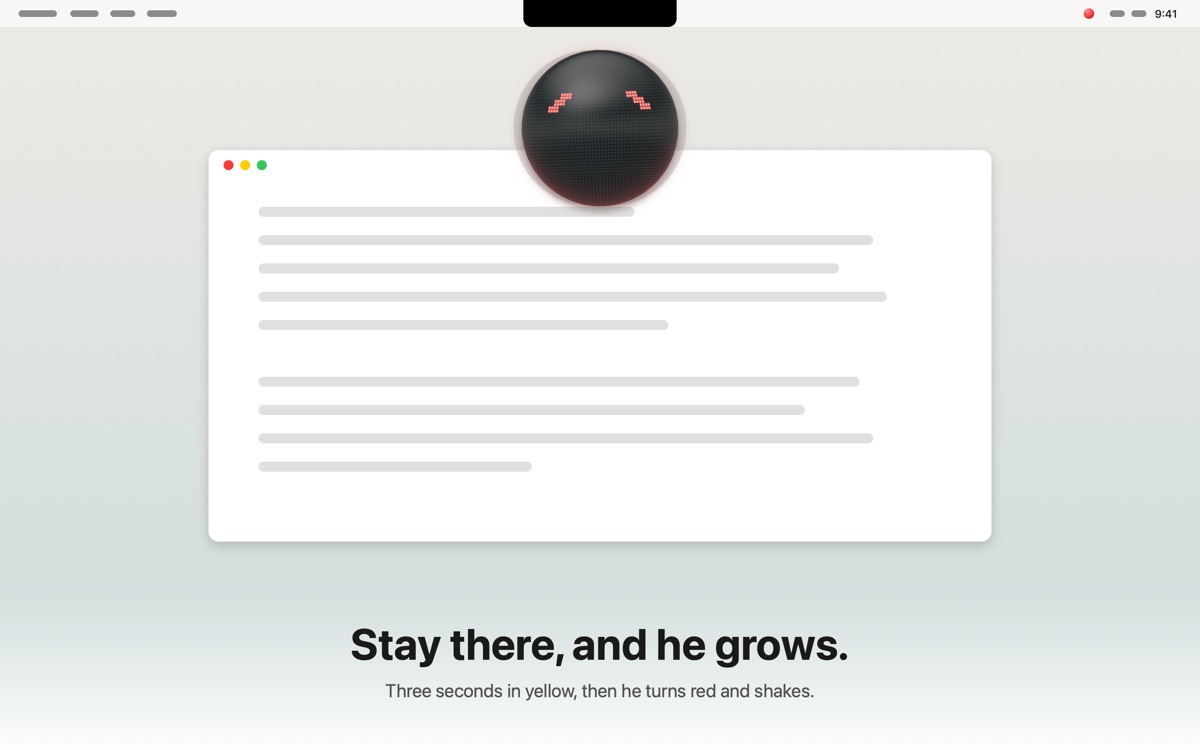 9:41
Stay there, and he grows.
Three seconds in yellow, then he turns red and shakes.